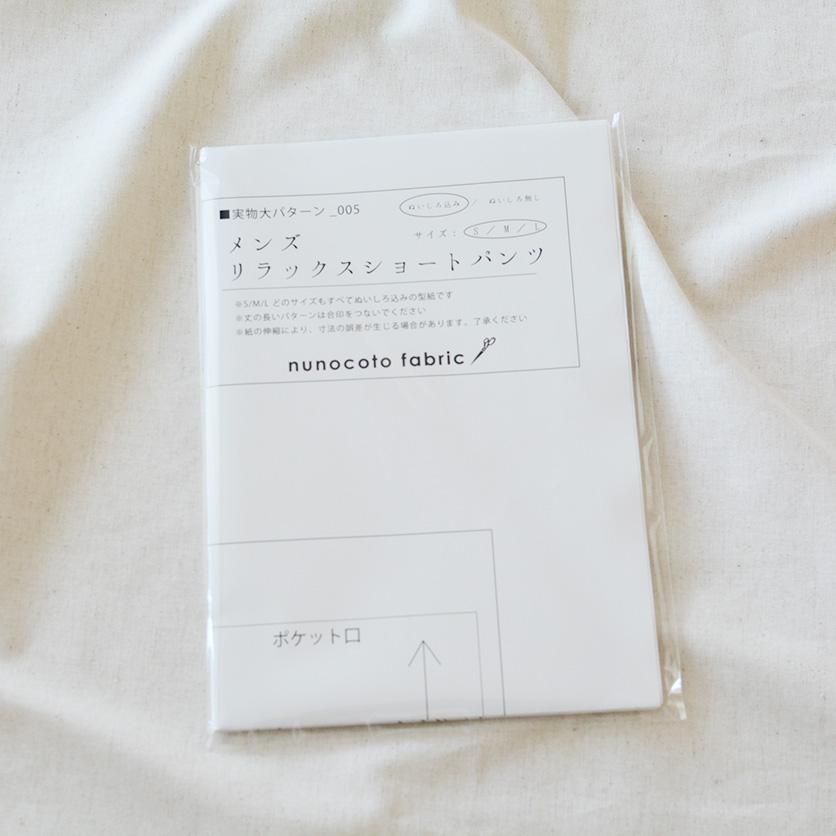 ■実物大パターン _005
ぬいしろ込み / ぬいしろ無し
サイズ: S / M / L
メンズ
リラックスショートパンツ
※S/M/L どのサイズもすべてぬいしろ込みの型紙です
※丈の長いパターンは合印をつないでください
※紙の伸縮により、寸法の誤差が生じる場合があります。了承ください
nunocoto fabric
ポケット口